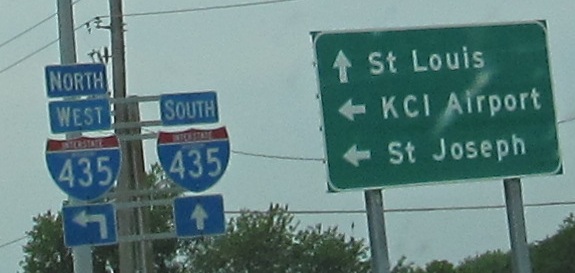 NORTH
WEST
INTERSTATE
435
SOUTH
INTERSTATE
435
St Louis
KCI Airport
St Joseph